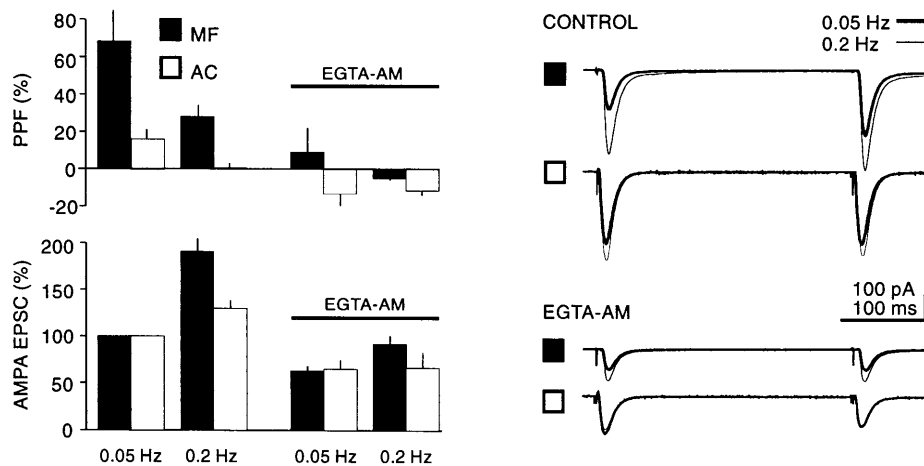 80
60
40
20
0
-20
PPF (%)
MF
AC
EGTA-AM
200
150
100
50
0
AMPA EPSC (%)
EGTA-AM
0.05 Hz
0.2 Hz
0.05 Hz
0.2 Hz
CONTROL
0.05 Hz
0.2 Hz
100 pA
100 ms
EGTA-AM